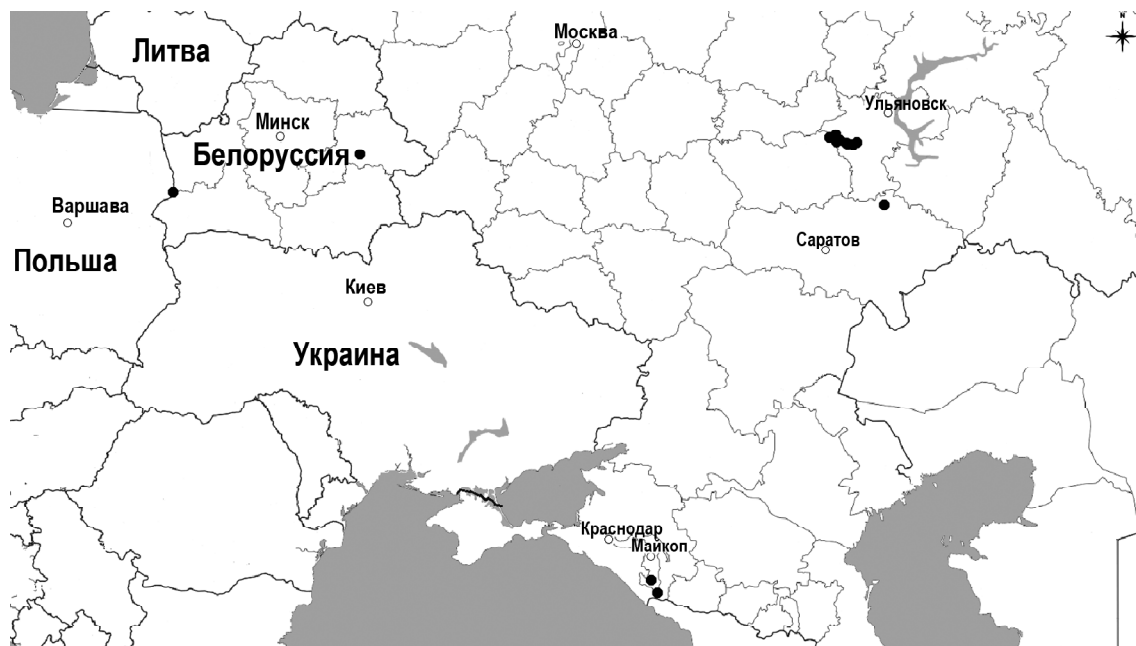 N
Москва
Литва
Ульяновск
Минск
Белоруссия
Варшава
Саратов
Польша
Киев
Украина
Краснодар
Майкоп